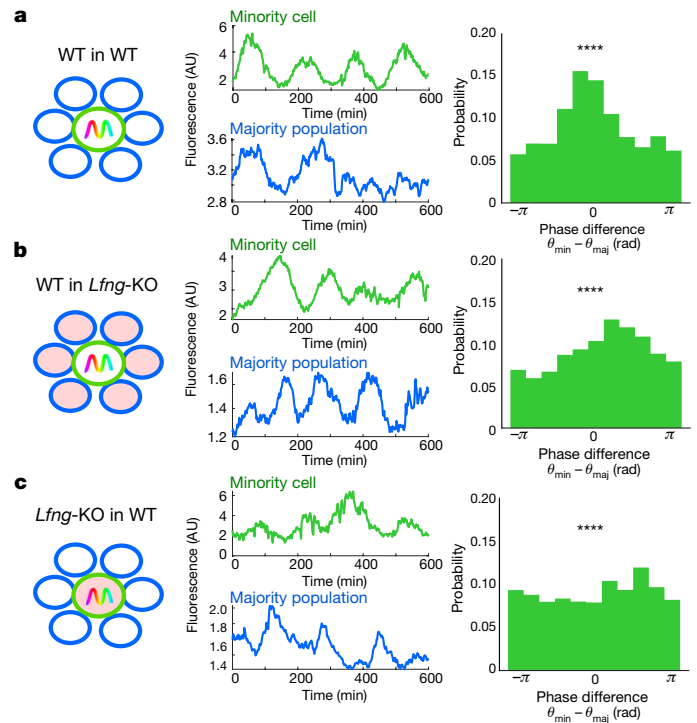 a
WT in WT
Minority cell
Fluorescence (AU)
6
4
2
0 200 400 600
Time (min)
Majority population
3.6
3.2
2.8
0 200 400 600
Time (min)
0.20
0.15
0.10
0.05
0
Probability
****
−π 0 π
Phase difference
θmin − θmaj (rad)
b
WT in Lfng-KO
Minority cell
Fluorescence (AU)
4
3
2
0 200 400 600
Time (min)
Majority population
1.6
1.4
1.2
0 200 400 600
Time (min)
0.20
0.15
0.10
0.05
0
Probability
****
−π 0 π
Phase difference
θmin − θmaj (rad)
c
Lfng-KO in WT
Minority cell
Fluorescence (AU)
6
4
2
0
0 200 400 600
Time (min)
Majority population
2.0
1.8
1.6
1.4
0 200 400 600
Time (min)
0.20
0.15
0.10
0.05
0
Probability
****
−π 0 π
Phase difference
θmin − θmaj (rad)